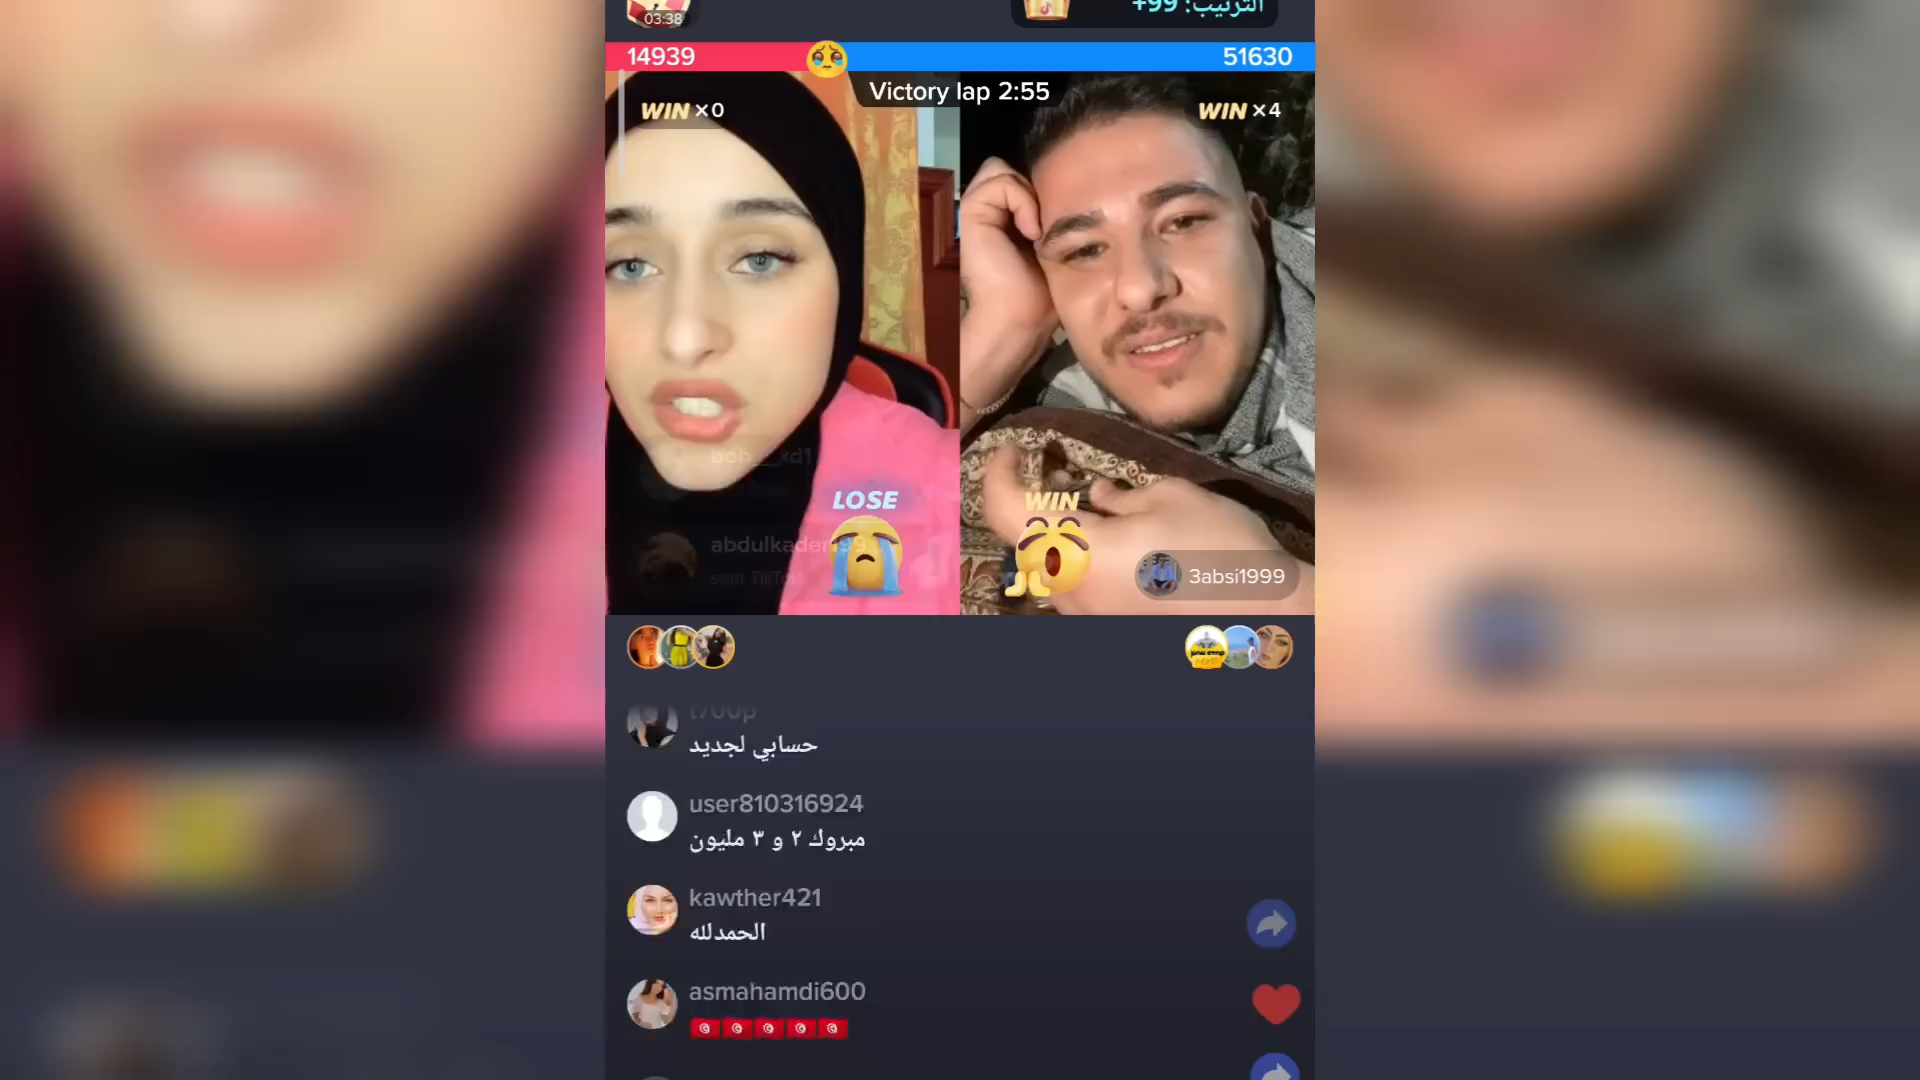 03:38
الترتيب: 99+
14939
51630
Victory lap 2:55
WIN ×0
WIN ×4
LOSE
WIN
3absi1999
حسابي لجديد
user810316924
مبروك ٢ و ٣ مليون
kawther421
الحمدلله
asmahamdi600